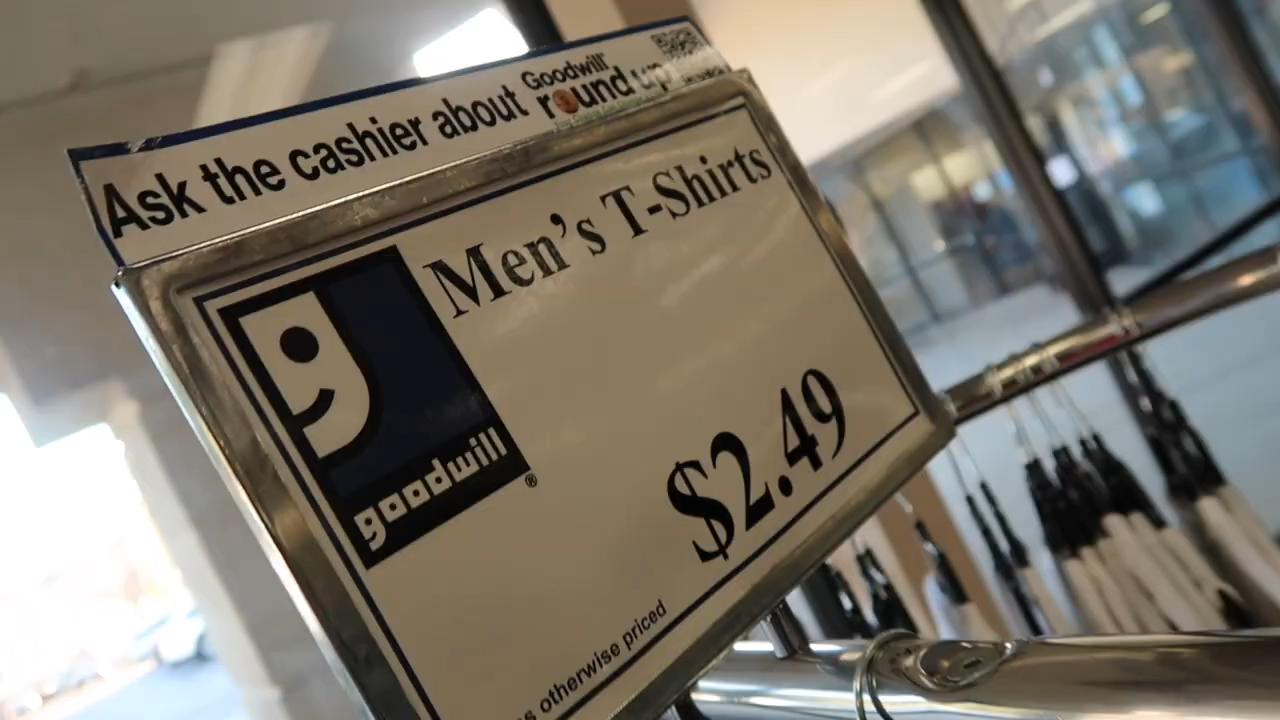 Ask the cashier about Goodwill®
round up
Men's T-Shirts
goodwill®
$2.49
otherwise priced